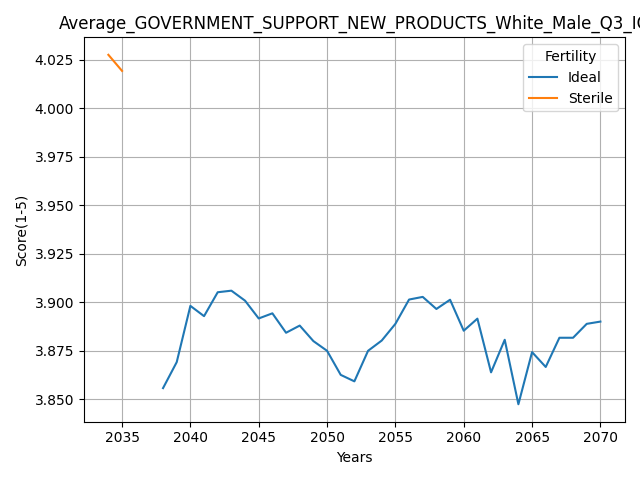 Average_GOVERNMENT_SUPPORT_NEW_PRODUCTS_White_Male_Q3_IC
Fertility
Ideal
Sterile
Score(1-5)
4.025
4.000
3.975
3.950
3.925
3.900
3.875
3.850
2035 2040 2045 2050 2055 2060 2065 2070
Years